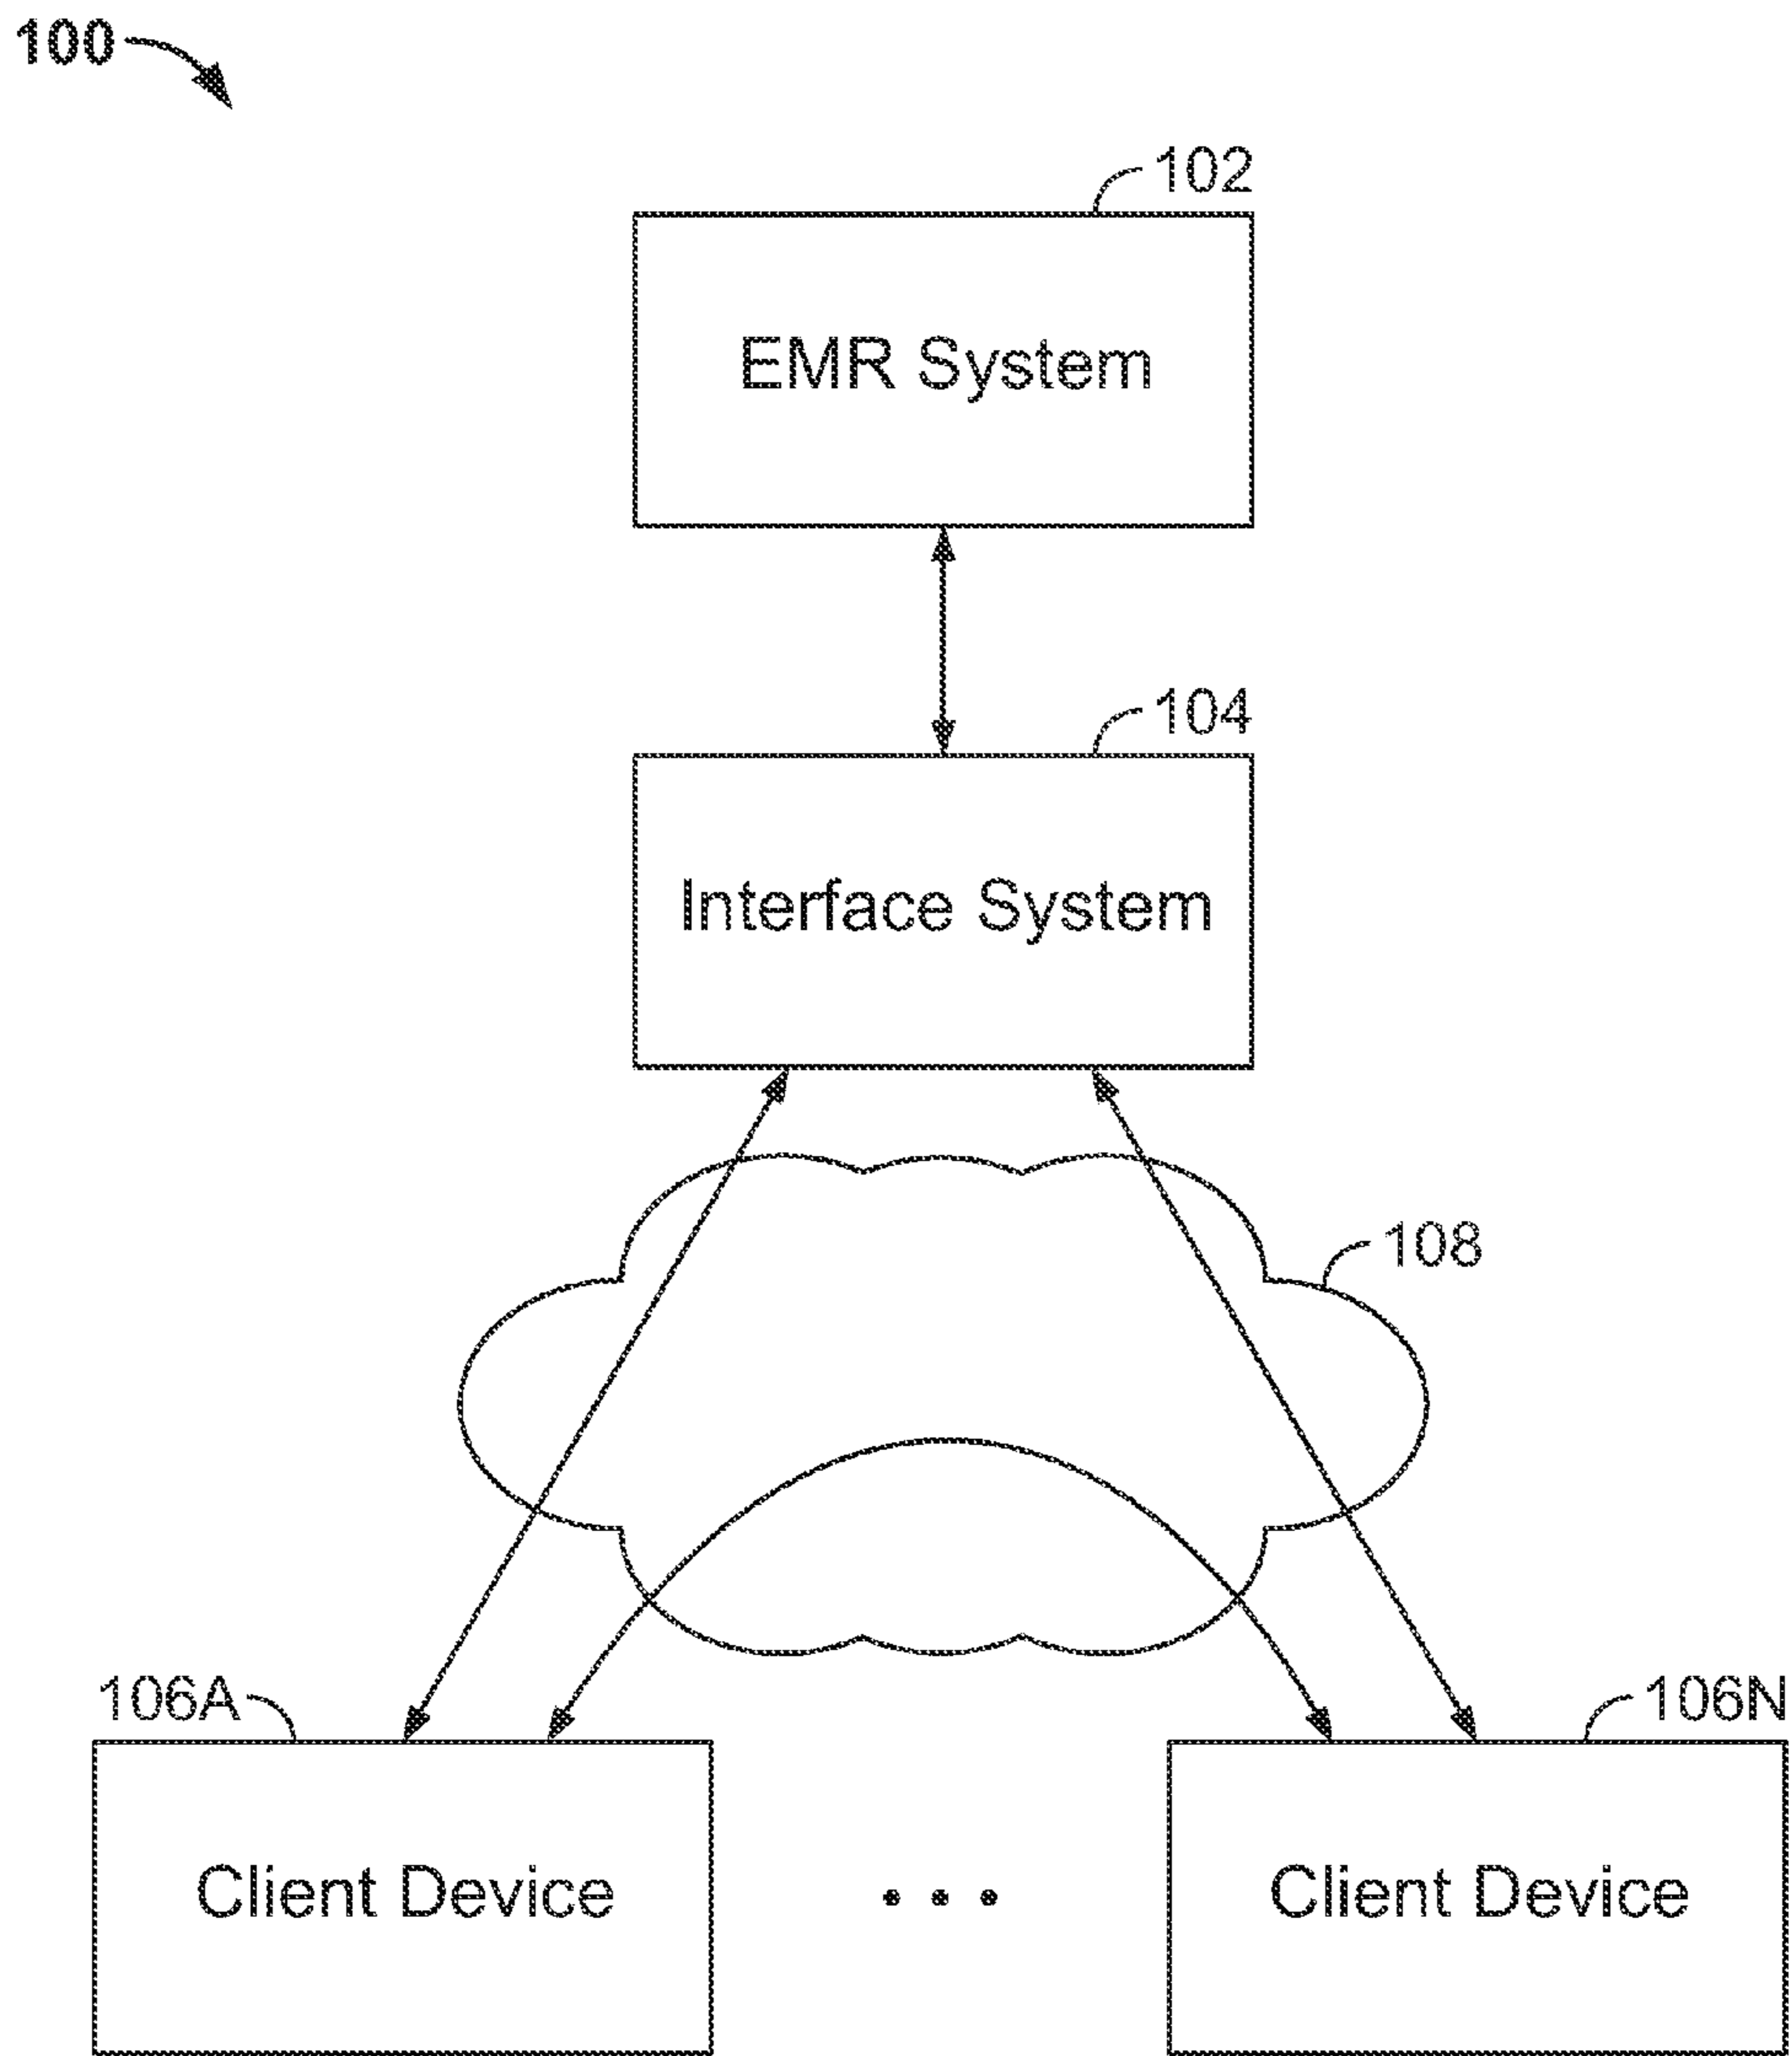 100
102
EMR System
104
Interface System
108
106A
106N
Client Device
• • •
Client Device